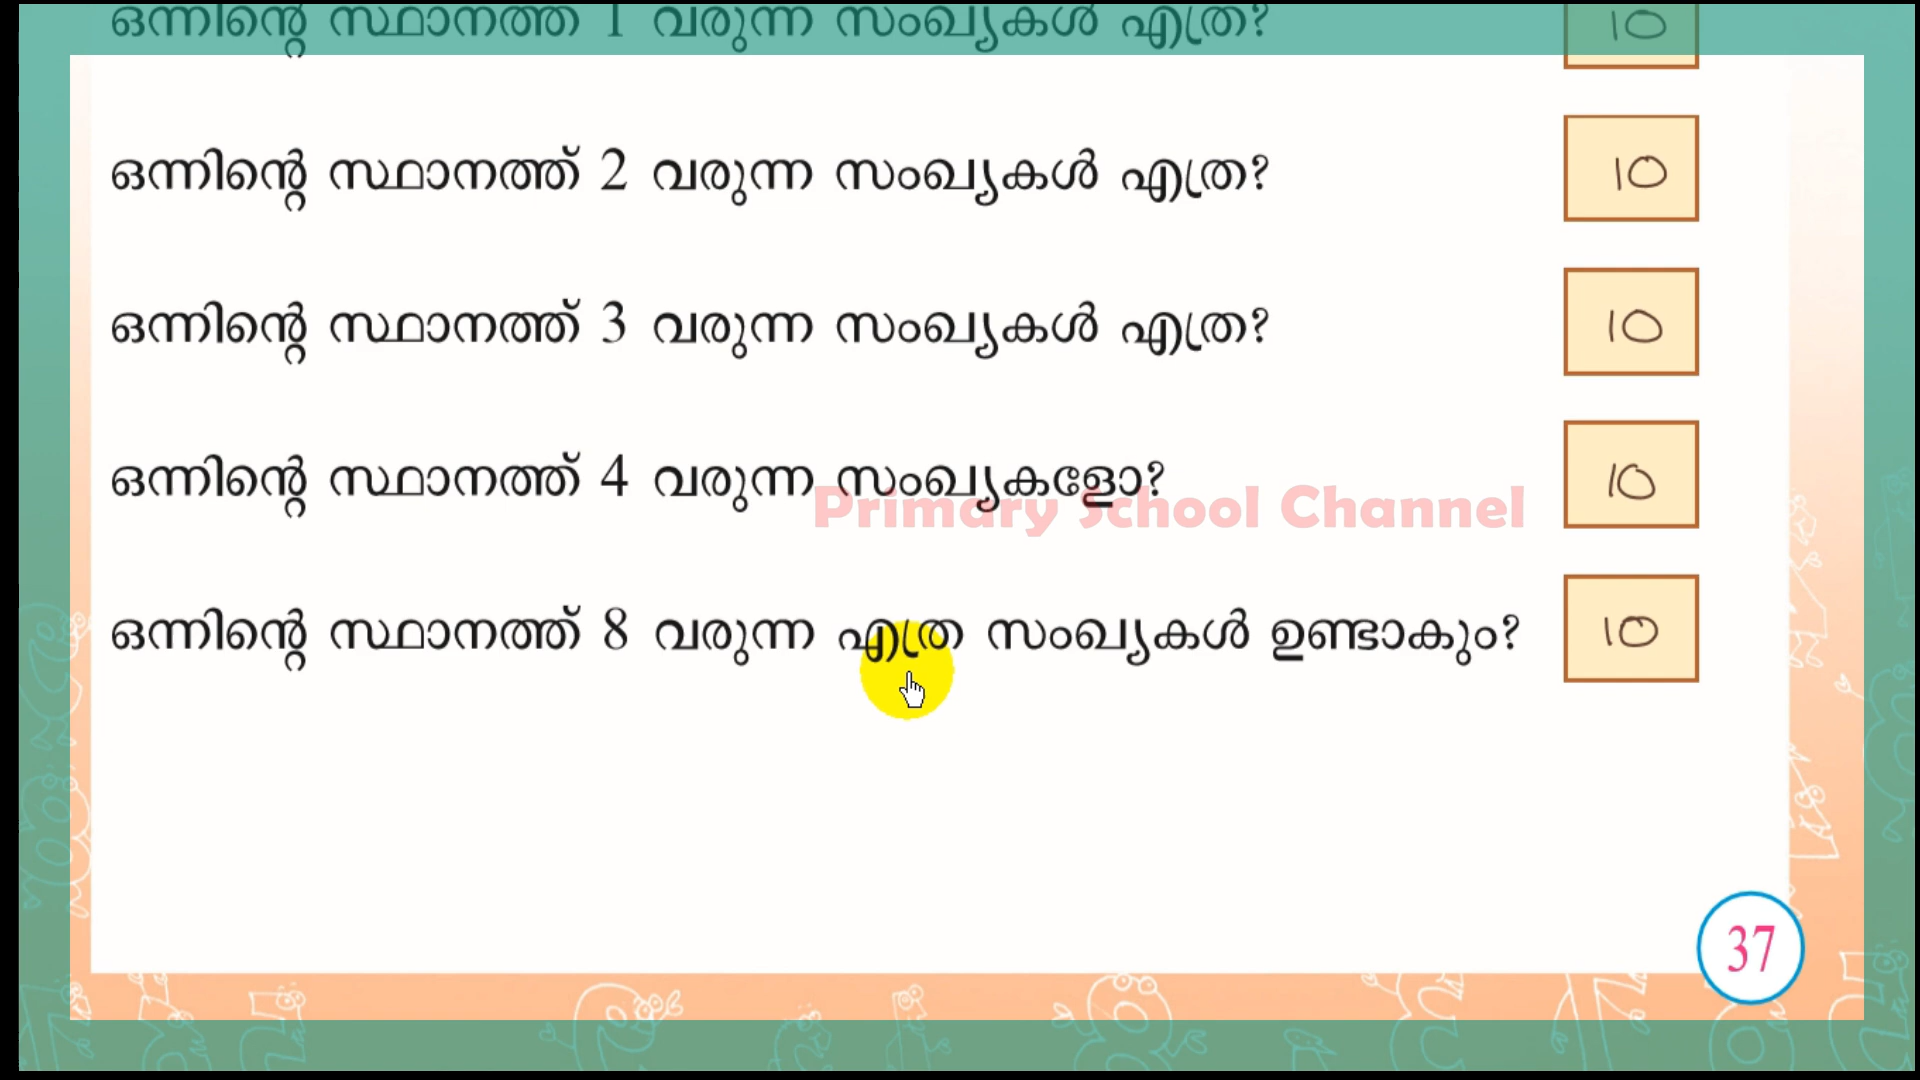 ഒന്നിന്റെ സ്ഥാനത്ത് 1 വരുന്ന സംഖ്യകൾ എത്ര? 10
ഒന്നിന്റെ സ്ഥാനത്ത് 2 വരുന്ന സംഖ്യകൾ എത്ര? 10
ഒന്നിന്റെ സ്ഥാനത്ത് 3 വരുന്ന സംഖ്യകൾ എത്ര? 10
ഒന്നിന്റെ സ്ഥാനത്ത് 4 വരുന്ന സംഖ്യകളോ? 10
Primary School Channel
ഒന്നിന്റെ സ്ഥാനത്ത് 8 വരുന്ന എത്ര സംഖ്യകൾ ഉണ്ടാകും? 10
37